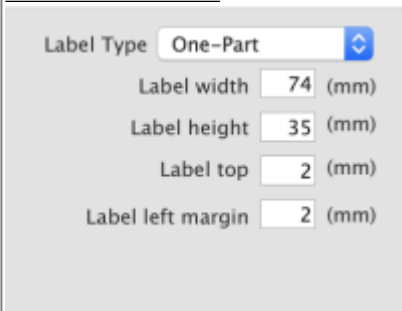 Label Type One-Part
Label width 74 (mm)
Label height 35 (mm)
Label top 2 (mm)
Label left margin 2 (mm)